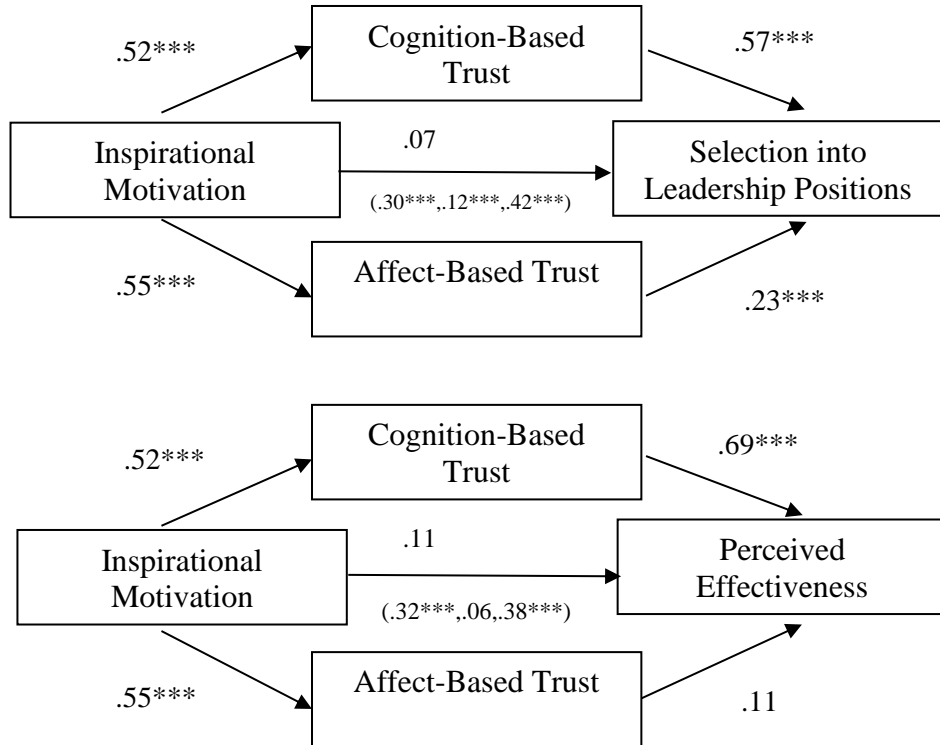 .52***
Cognition-Based
Trust
.57***
Inspirational
Motivation
.07
(.30***,.12***,.42***)
Selection into
Leadership Positions
.55***
Affect-Based Trust
.23***
.52***
Cognition-Based
Trust
.69***
Inspirational
Motivation
.11
(.32***,.06,.38***)
Perceived
Effectiveness
.55***
Affect-Based Trust
.11